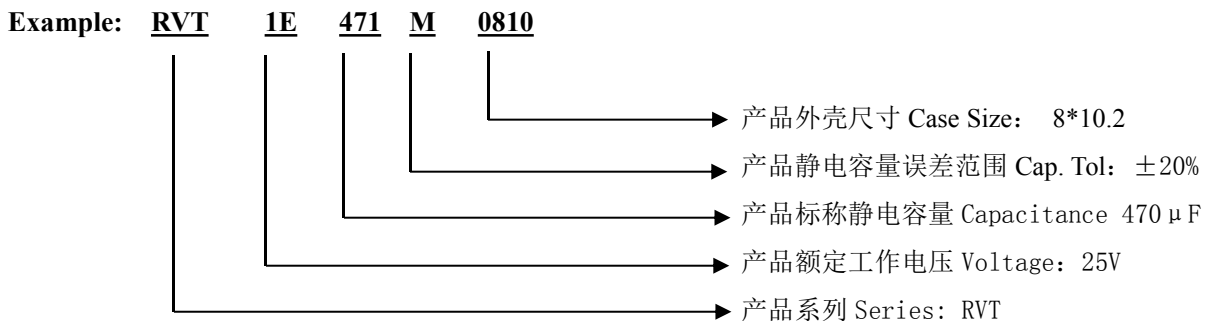 Example: RVT 1E 471 M 0810
产品外壳尺寸 Case Size： 8*10.2
产品静电容量误差范围 Cap. Tol：±20%
产品标称静电容量 Capacitance 470μF
产品额定工作电压 Voltage：25V
产品系列 Series: RVT